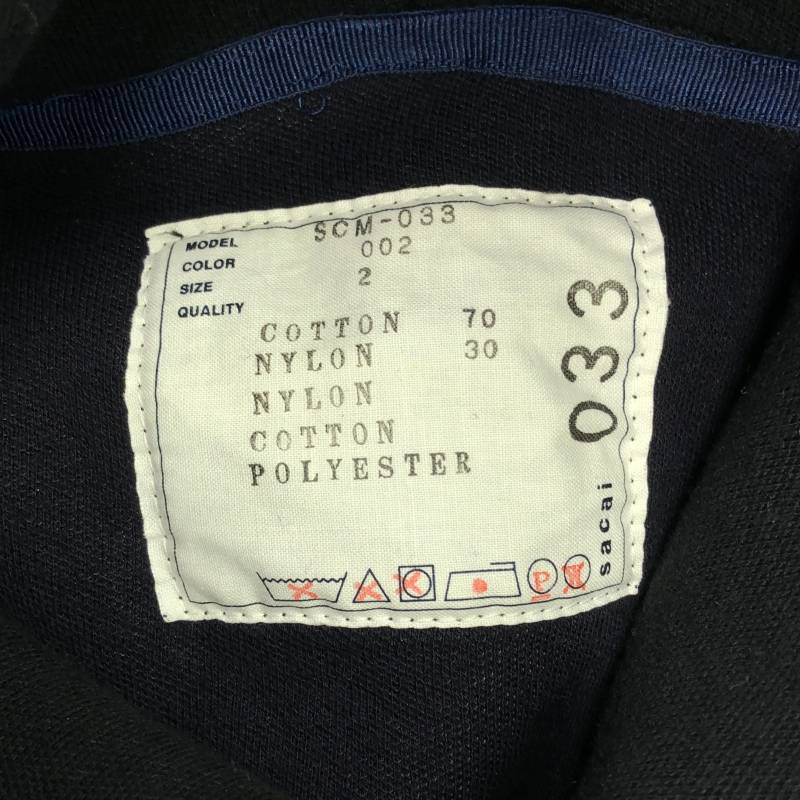 MODEL SCM-033
COLOR 002
SIZE 2
QUALITY
COTTON 70
NYLON 30
NYLON
COTTON
POLYESTER
P
033
sacai